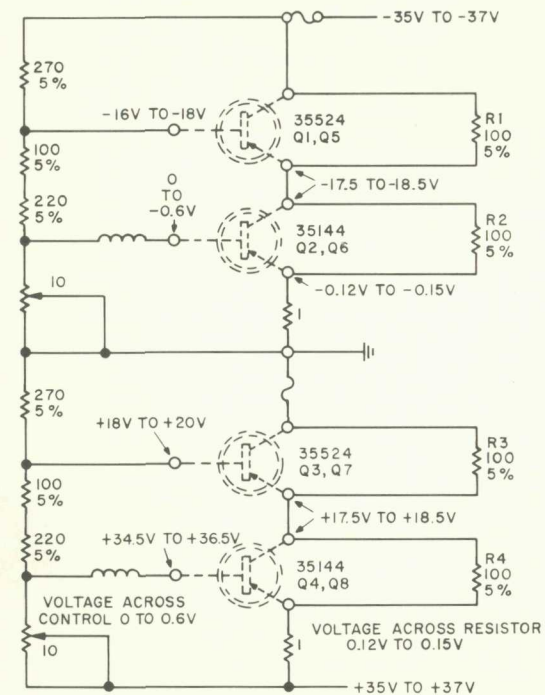 -35V TO -37V
270
5%
-16V TO -18V
35524
Q1, Q5
R1
100
5%
100
5%
-17.5 TO -18.5V
220
5%
0
TO
-0.6V
35144
Q2, Q6
R2
100
5%
10
-0.12V TO -0.15V
1
270
5%
+18V TO +20V
35524
Q3, Q7
R3
100
5%
100
5%
+17.5V TO +18.5V
220
5%
+34.5V TO +36.5V
35144
Q4, Q8
R4
100
5%
VOLTAGE ACROSS
CONTROL 0 TO 0.6V
10
1
VOLTAGE ACROSS RESISTOR
0.12V TO 0.15V
+35V TO +37V